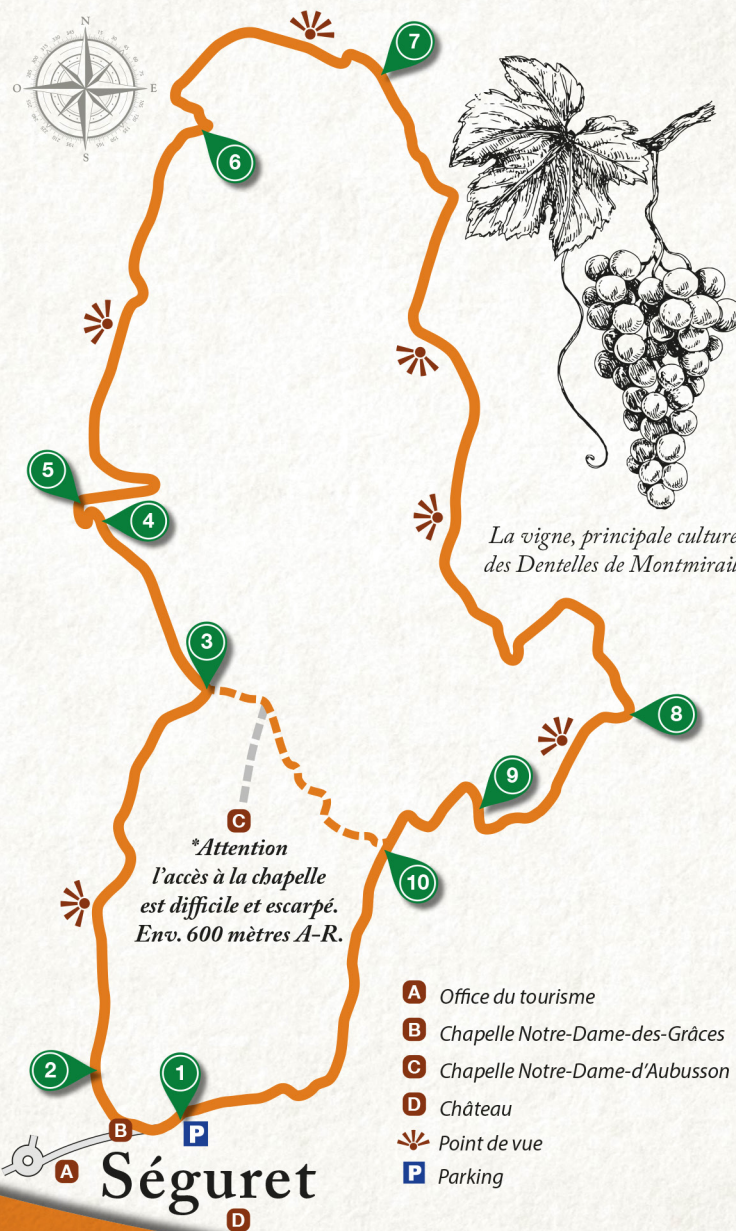 N
O
E
S
7
6
5
4
La vigne, principale culture
des Dentelles de Montmirail
3
8
9
C
*Attention
l'accès à la chapelle
est difficile et escarpé.
Env. 600 mètres A-R.
10
2
1
B
P
A
Séguret
D
A Office du tourisme
B Chapelle Notre-Dame-des-Grâces
C Chapelle Notre-Dame-d'Aubusson
D Château
Point de vue
P Parking